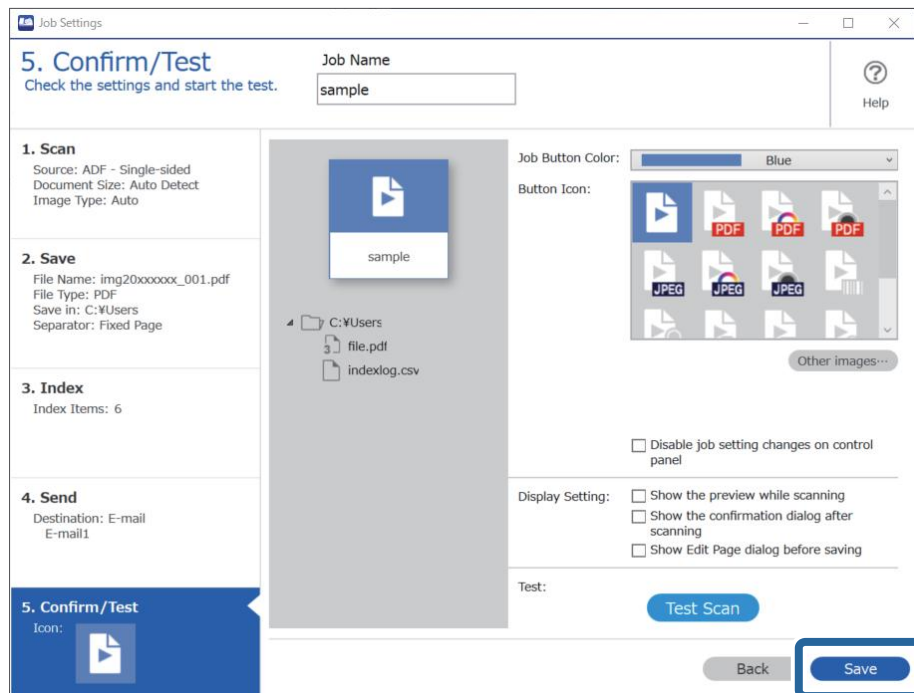 Job Settings
5. Confirm/Test
Check the settings and start the test.
Job Name
sample
Help
1. Scan
Source: ADF - Single-sided
Document Size: Auto Detect
Image Type: Auto
2. Save
File Name: img20xxxxxx_001.pdf
File Type: PDF
Save in: C:¥Users
Separator: Fixed Page
3. Index
Index Items: 6
4. Send
Destination: E-mail
E-mail1
5. Confirm/Test
Icon:
sample
C:¥Users
3
file.pdf
indexlog.csv
Job Button Color:
Blue
Button Icon:
PDF
PDF
PDF
JPEG
JPEG
JPEG
Other images···
Disable job setting changes on control
panel
Display Setting:
Show the preview while scanning
Show the confirmation dialog after
scanning
Show Edit Page dialog before saving
Test:
Test Scan
Back
Save